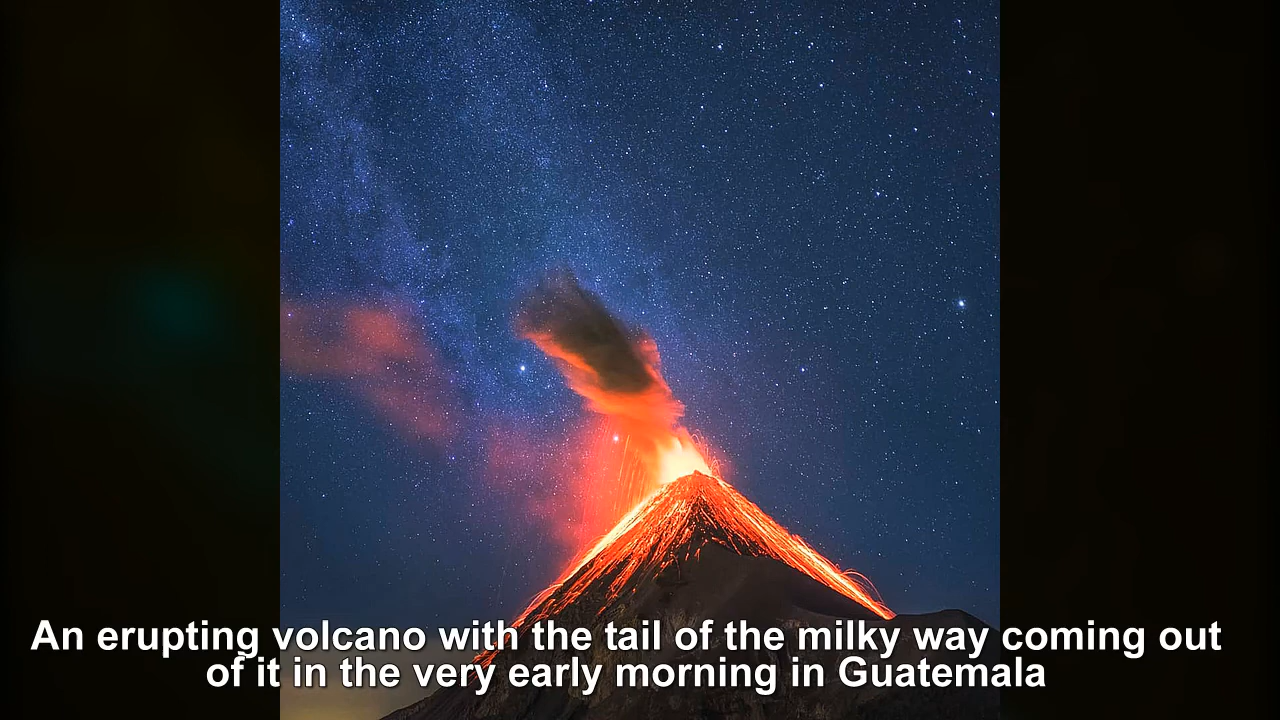 An erupting volcano with the tail of the milky way coming out
of it in the very early morning in Guatemala